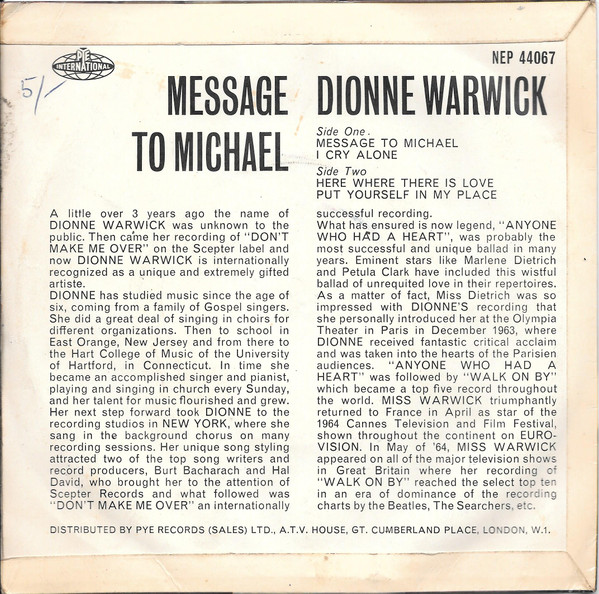 PYE
INTERNATIONAL
5/-
NEP 44067
MESSAGE
TO MICHAEL
DIONNE WARWICK
Side One.
MESSAGE TO MICHAEL
I CRY ALONE
Side Two
HERE WHERE THERE IS LOVE
PUT YOURSELF IN MY PLACE
A little over 3 years ago the name of
DIONNE WARWICK was unknown to the
public. Then came her recording of "DON'T
MAKE ME OVER" on the Scepter label and
now DIONNE WARWICK is internationally
recognized as a unique and extremely gifted
artiste.
DIONNE has studied music since the age of
six, coming from a family of Gospel singers.
She did a great deal of singing in choirs for
different organizations. Then to school in
East Orange, New Jersey and from there to
the Hart College of Music of the University
of Hartford, in Connecticut. In time she
became an accomplished singer and pianist,
playing and singing in church every Sunday,
and her talent for music flourished and grew.
Her next step forward took DIONNE to the
recording studios in NEW YORK, where she
sang in the background chorus on many
recording sessions. Her unique song styling
attracted two of the top song writers and
record producers, Burt Bacharach and Hal
David, who brought her to the attention of
Scepter Records and what followed was
"DON'T MAKE ME OVER" an internationally
successful recording.
What has ensured is now legend, "ANYONE
WHO HAD A HEART", was probably the
most successful and unique ballad in many
years. Eminent stars like Marlene Dietrich
and Petula Clark have included this wistful
ballad of unrequited love in their repertoires.
As a matter of fact, Miss Dietrich was so
impressed with DIONNE'S recording that
she personally introduced her at the Olympia
Theater in Paris in December 1963, where
DIONNE received fantastic critical acclaim
and was taken into the hearts of the Parisien
audiences. "ANYONE WHO HAD A
HEART" was followed by "WALK ON BY"
which became a top five record throughout
the world. MISS WARWICK triumphantly
returned to France in April as star of the
1964 Cannes Television and Film Festival,
shown throughout the continent on EURO-
VISION. In May of '64, MISS WARWICK
appeared on all of the major television shows
in Great Britain where her recording of
"WALK ON BY" reached the select top ten
in an era of dominance of the recording
charts by the Beatles, The Searchers, etc.
DISTRIBUTED BY PYE RECORDS (SALES) LTD., A.T.V. HOUSE, GT. CUMBERLAND PLACE, LONDON, W.1.